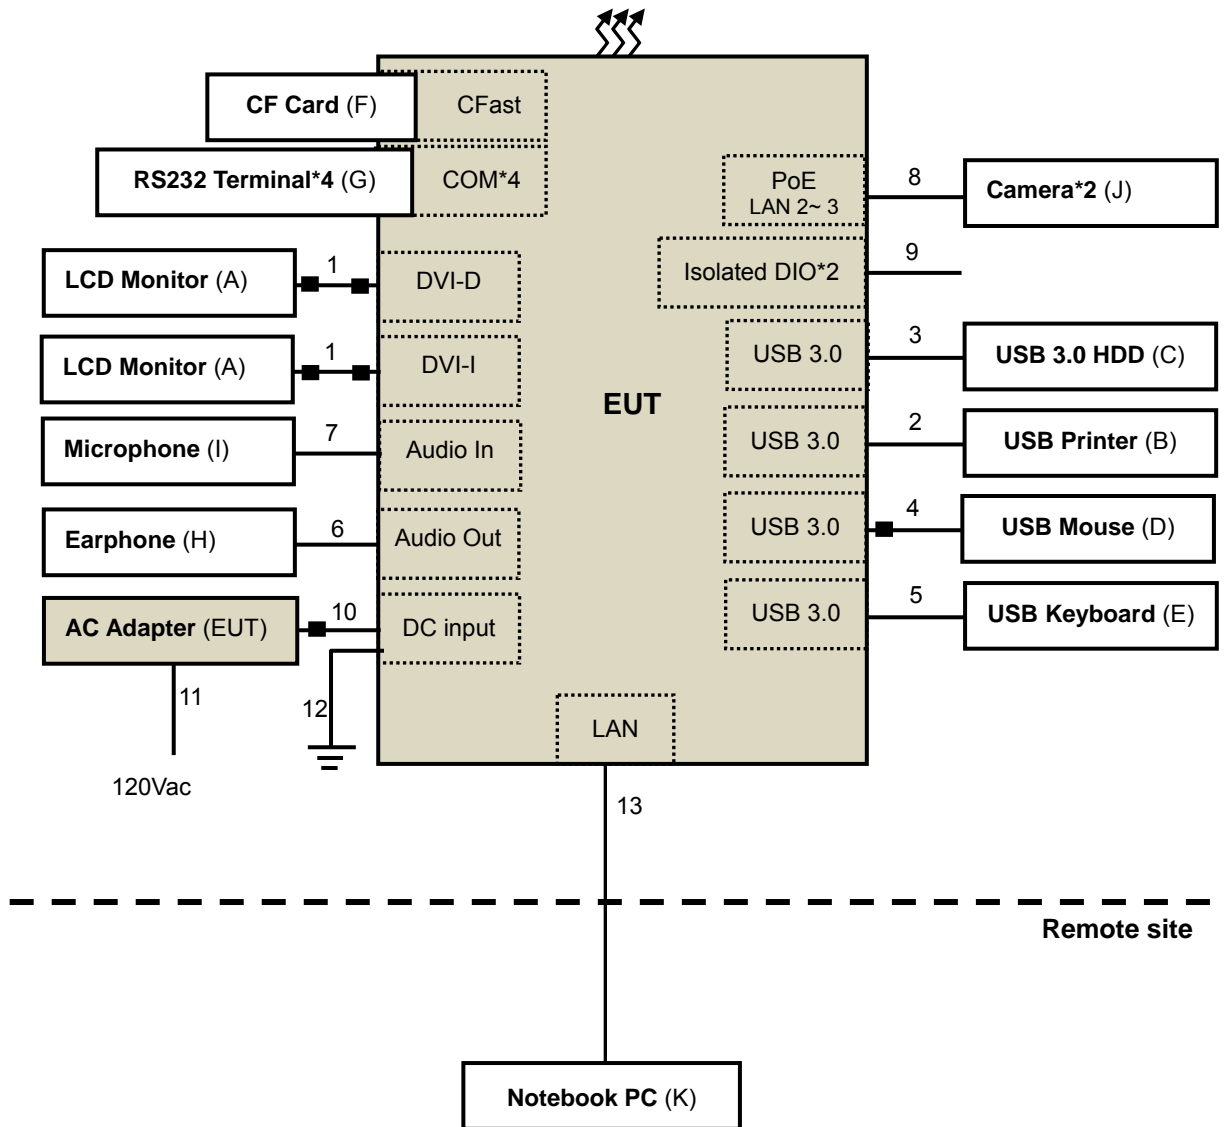 CF Card (F)
CFast
RS232 Terminal*4 (G)
COM*4
PoE
LAN 2~ 3
8
Camera*2 (J)
LCD Monitor (A)
1
DVI-D
Isolated DIO*2
9
LCD Monitor (A)
1
DVI-I
USB 3.0
3
USB 3.0 HDD (C)
EUT
Microphone (I)
7
Audio In
USB 3.0
2
USB Printer (B)
Earphone (H)
6
Audio Out
USB 3.0
4
USB Mouse (D)
AC Adapter (EUT)
10
DC input
USB 3.0
5
USB Keyboard (E)
11
12
LAN
120Vac
13
Remote site
Notebook PC (K)